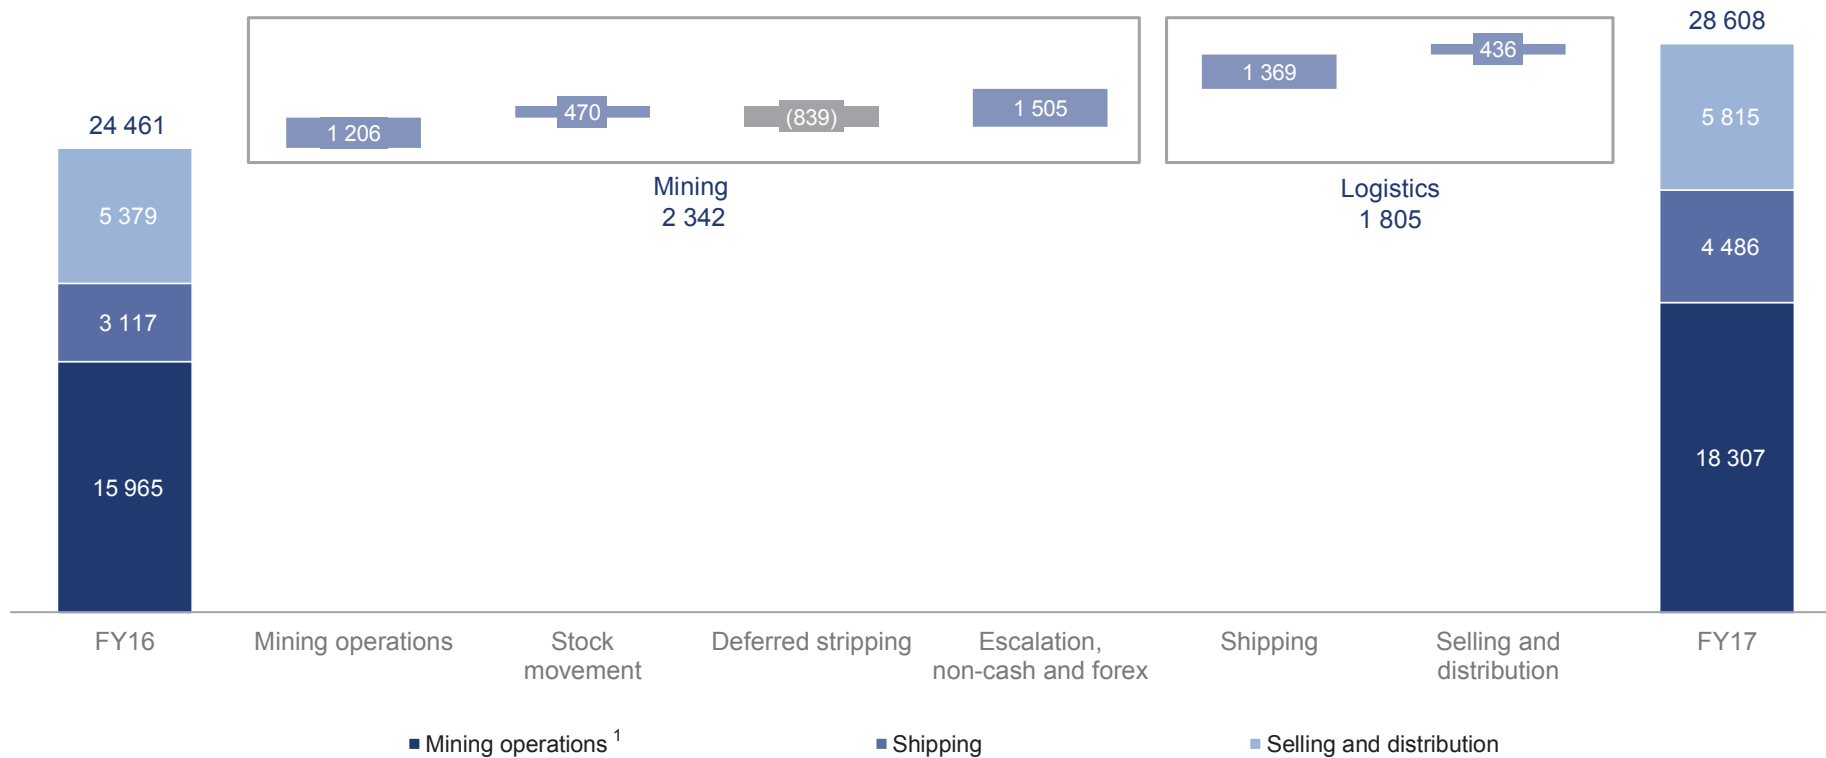 28 608
24 461
1 206
470
(839)
1 505
1 369
436
Mining
2 342
Logistics
1 805
5 379
3 117
15 965
5 815
4 486
18 307
FY16
Mining operations
Stock
movement
Deferred stripping
Escalation,
non-cash and forex
Shipping
Selling and
distribution
FY17
Mining operations 1
Shipping
Selling and distribution